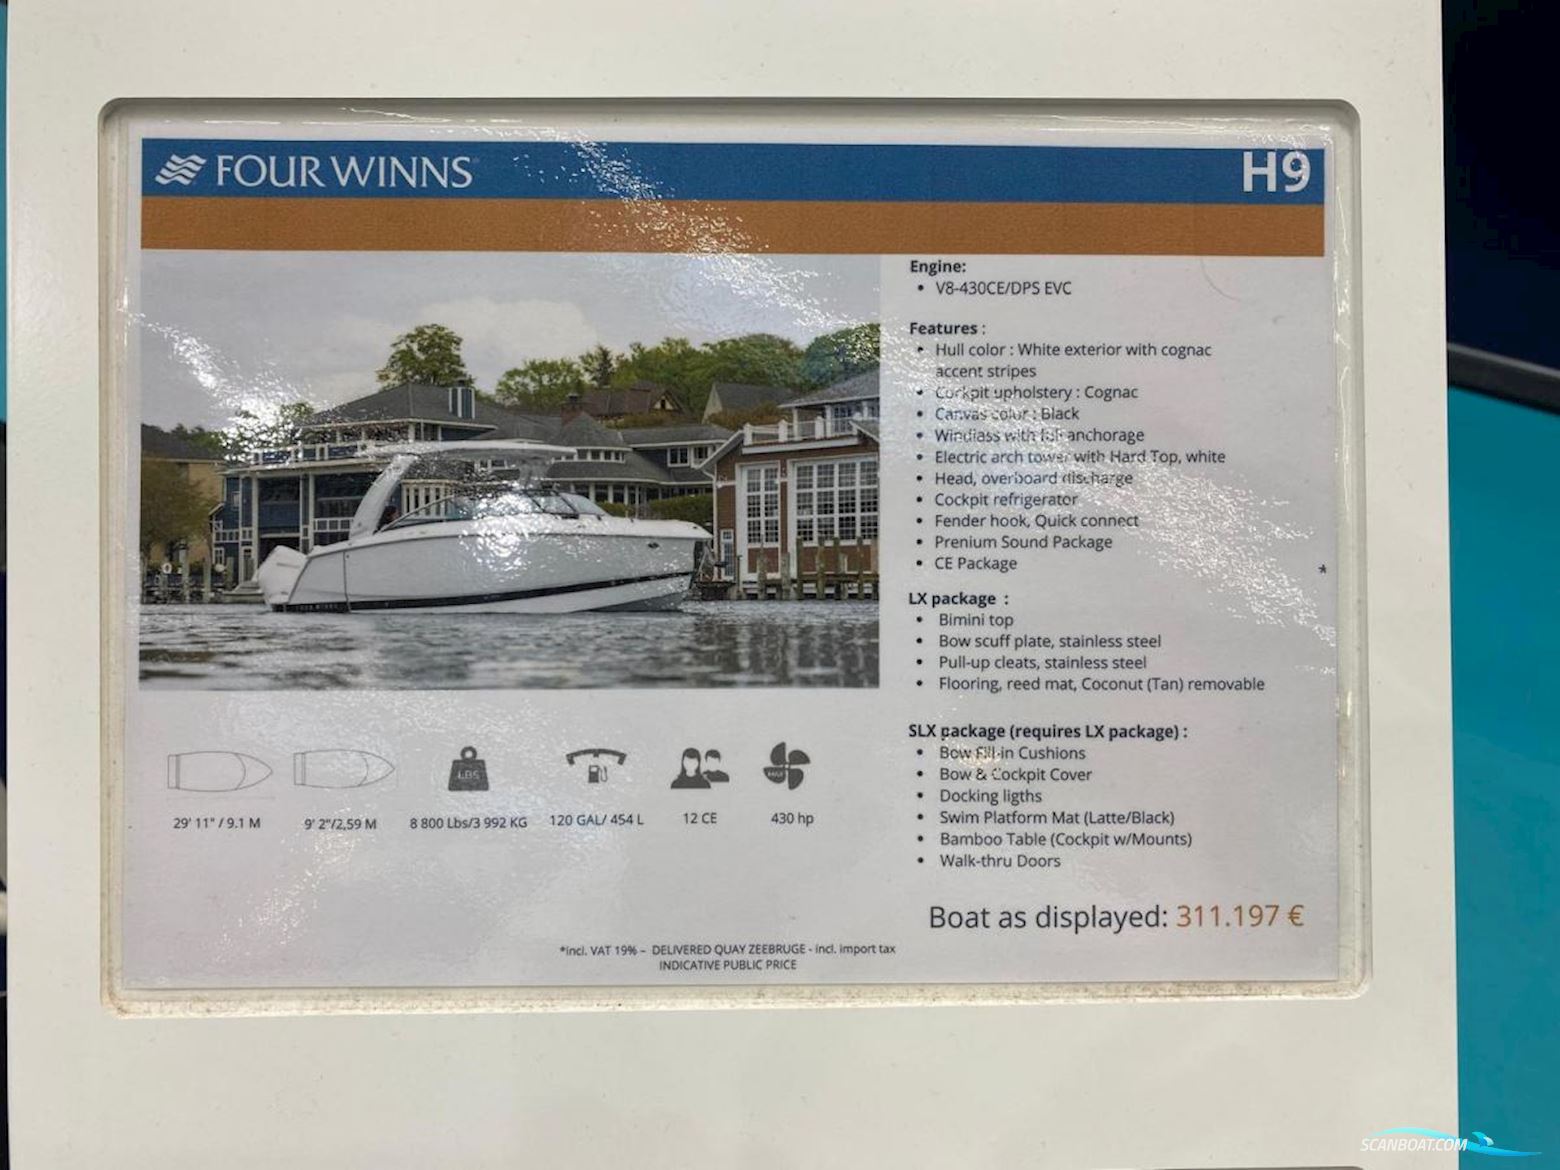 FOUR WINNS
H9
Engine:
• V8-430CE/DPS EVC
Features :
• Hull color : White exterior with cognac
accent stripes
• Cockpit upholstery : Cognac
• Canvas color : Black
• Windlass with full anchorage
• Electric arch tower with Hard Top, white
• Head, overboard discharge
• Cockpit refrigerator
• Fender hook, Quick connect
• Prenium Sound Package
• CE Package
*
LX package :
• Bimini top
• Bow scuff plate, stainless steel
• Pull-up cleats, stainless steel
• Flooring, reed mat, Coconut (Tan) removable
SLX package (requires LX package) :
• Bow Fill-in Cushions
• Bow & Cockpit Cover
• Docking ligths
• Swim Platform Mat (Latte/Black)
• Bamboo Table (Cockpit w/Mounts)
• Walk-thru Doors
LBS
MAX
29' 11" / 9.1 M
9' 2"/2,59 M
8 800 Lbs/3 992 KG
120 GAL/ 454 L
12 CE
430 hp
Boat as displayed: 311.197 €
*incl. VAT 19% – DELIVERED QUAY ZEEBRUGE - incl. import tax
INDICATIVE PUBLIC PRICE
SCANBOAT.COM